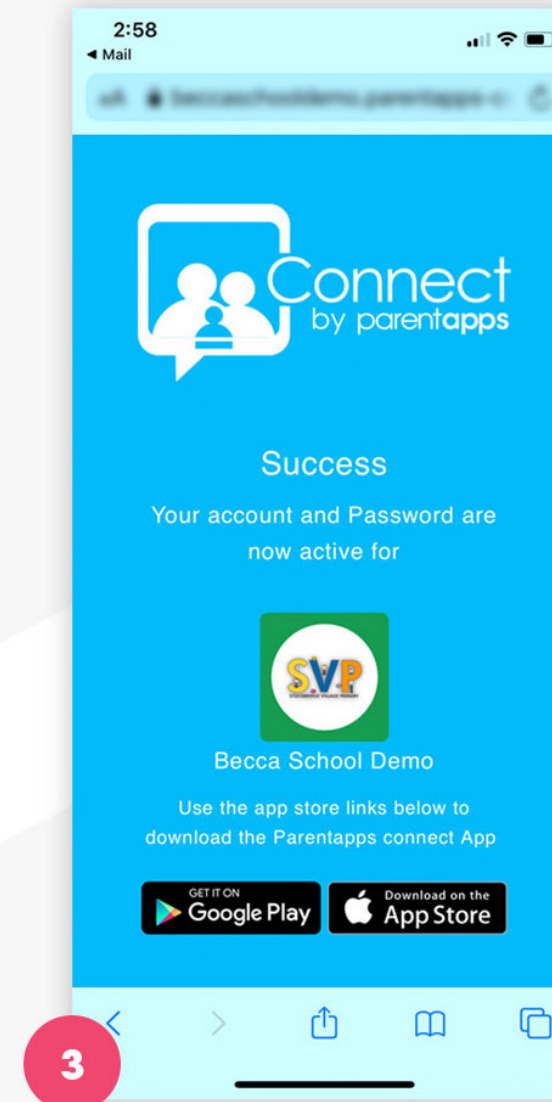 2:58
◀ Mail
Connect
by parentapps
Success
Your account and Password are
now active for
S.V.P
Becca School Demo
Use the app store links below to
download the Parentapps connect App
GET IT ON
Google Play
Download on the
App Store
3